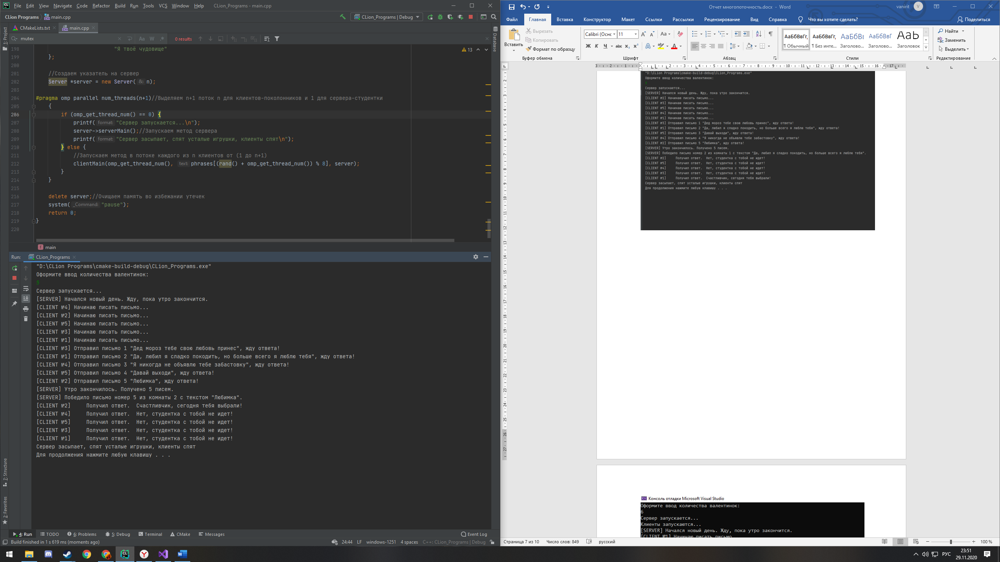 File Edit View Navigate Code Refactor Build Run Tools VCS Window Help CLion_Programs - main.cpp
CLion Programs main.cpp CLion_Programs | Debug
CMakeLists.txt main.cpp
mutex 0 results
Aa W .*
13
198 "Я твоё чудовище"
199 };
200
201 //Создаем указатель на сервер
202 Server *server = new Server( &: n);
203
204 #pragma omp parallel num_threads(n+1)//Выделяем n+1 поток n для клиентов-поколонников и 1 для сервера-студентки
205 {
206 if (omp_get_thread_num() == 0) {
207 printf( format: "Сервер запускается...\n");
208 server->serverMain();//Запускаем метод сервера
209 printf( format: "Сервер засыпает, спят усталые игрушки, клиенты спят\n");
210 } else {
211 //Запускаем метод в потоке каждого из n клиентов от (1 до n+1)
212 clientMain(omp_get_thread_num(), text: phrases[(rand() + omp_get_thread_num()) % 8], server);
213 }
214 }
215
216 delete server;//Очищаем память во избежании утечек
217 system( _Command: "pause");
218 return 0;
219 }
220
main
1: Project
Database
7: Structure
2: Favorites
Run: CLion_Programs
"D:\CLion Programs\cmake-build-debug\CLion_Programs.exe"
Оформите ввод количества валентинок:
5
Сервер запускается...
[SERVER] Начался новый день. Жду, пока утро закончится.
[CLIENT №4] Начинаю писать письмо...
[CLIENT №2] Начинаю писать письмо...
[CLIENT №5] Начинаю писать письмо...
[CLIENT №3] Начинаю писать письмо...
[CLIENT №1] Начинаю писать письмо...
[CLIENT №3] Отправил письмо 1 "Дед мороз тебе свою любовь принес", жду ответа!
[CLIENT №1] Отправил письмо 2 "Да, любил я сладко покодить, но больше всего я люблю тебя", жду ответа!
[CLIENT №4] Отправил письмо 3 "Я никогда не объявлю тебе забастовку", жду ответа!
[CLIENT №5] Отправил письмо 4 "Давай выходи", жду ответа!
[CLIENT №2] Отправил письмо 5 "Любимка", жду ответа!
[SERVER] Утро закончилось. Получено 5 писем.
[SERVER] Победило письмо номер 5 из комнаты 2 с текстом "Любимка".
[CLIENT №2] Получил ответ. Счастливчик, сегодня тебя выбрали!
[CLIENT №4] Получил ответ. Нет, студентка с тобой не идет!
[CLIENT №5] Получил ответ. Нет, студентка с тобой не идет!
[CLIENT №3] Получил ответ. Нет, студентка с тобой не идет!
[CLIENT №1] Получил ответ. Нет, студентка с тобой не идет!
Сервер засыпает, спят усталые игрушки, клиенты спят
Для продолжения нажмите любую клавишу . . .
4: Run TODO 6: Problems 5: Debug Terminal CMake Messages Event Log
Build finished in 1 s 619 ms (moments ago) 24:44 LF windows-1251 4 spaces C++: CLion_Programs | Debug
Отчет многопоточность.docx - Word vanirit V
Файл Главная Вставка Конструктор Макет Ссылки Рассылки Рецензирование Вид Справка Что вы хотите сделать? Поделиться
Вставить
Вырезать
Копировать
Формат по образцу
Буфер обмена
Calibri (Оснс 11
Ж К Ч abc x₂ x²
Шрифт
Абзац
АаБбВвГг, АаБбВвГг, АаБбВı АаБбВвГ АаЬ
¶ Обычный ¶ Без инте... Заголово... Заголово... Заголовок
Стили
Найти
Заменить
Выделить
Редактирование
3 2 1 1 2 3 4 5 6 7 8 9 10 11 12 13 14 15 16 17
"D:\CLion Programs\cmake-build-debug\CLion_Programs.exe"
Оформите ввод количества валентинок:
5
Сервер запускается...
[SERVER] Начался новый день. Жду, пока утро закончится.
[CLIENT №2] Начинаю писать письмо...
[CLIENT №3] Начинаю писать письмо...
[CLIENT №5] Начинаю писать письмо...
[CLIENT №4] Начинаю писать письмо...
[CLIENT №1] Начинаю писать письмо...
[CLIENT №3] Отправил письмо 1 "Дед мороз тебе свою любовь принес", жду ответа!
[CLIENT №1] Отправил письмо 2 "Да, любил я сладко покодить, но больше всего я люблю тебя", жду ответа!
[CLIENT №5] Отправил письмо 3 "Давай выходи", жду ответа!
[CLIENT №4] Отправил письмо 4 "Я никогда не объявлю тебе забастовку", жду ответа!
[CLIENT №2] Отправил письмо 5 "Любимка", жду ответа!
[SERVER] Утро закончилось. Получено 5 писем.
[SERVER] Победило письмо номер 2 из комнаты 1 с текстом "Да, любил я сладко покодить, но больше всего я люблю тебя".
[CLIENT №2] Получил ответ. Нет, студентка с тобой не идет!
[CLIENT №5] Получил ответ. Нет, студентка с тобой не идет!
[CLIENT №4] Получил ответ. Нет, студентка с тобой не идет!
[CLIENT №3] Получил ответ. Нет, студентка с тобой не идет!
[CLIENT №1] Получил ответ. Счастливчик, сегодня тебя выбрали!
Сервер засыпает, спят усталые игрушки, клиенты спят
Для продолжения нажмите любую клавишу . . .
Консоль отладки Microsoft Visual Studio
Оформите ввод количества валентинок:
6
Сервер запускается...
Клиенты запускаются...
[SERVER] Начался новый день. Жду, пока утро закончится.
[CLIENT №1] Начинаю писать письмо
Страница 7 из 10 Число слов: 849 русский 100 %
РУС 23:51
29.11.2020